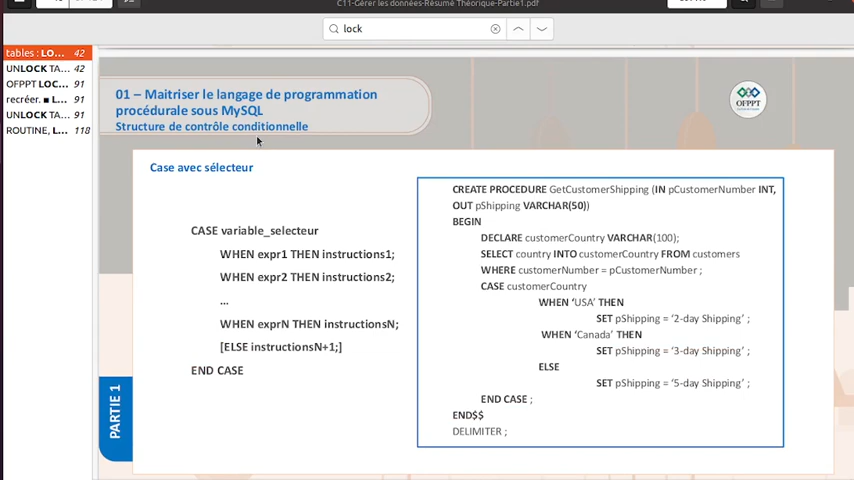 C11-Gérer les données-Résumé Théorique-Partie1.pdf
lock
tables : LO... 42
UNLOCK TA... 42
OFPPT LOC... 91
recréer. ■ L... 91
UNLOCK TA... 91
ROUTINE, L... 118
01 – Maitriser le langage de programmation
procédurale sous MySQL
Structure de contrôle conditionnelle
OFPPT
Case avec sélecteur
CASE variable_selecteur
WHEN expr1 THEN instructions1;
WHEN expr2 THEN instructions2;
...
WHEN exprN THEN instructionsN;
[ELSE instructionsN+1;]
END CASE
CREATE PROCEDURE GetCustomerShipping (IN pCustomerNumber INT,
OUT pShipping VARCHAR(50))
BEGIN
DECLARE customerCountry VARCHAR(100);
SELECT country INTO customerCountry FROM customers
WHERE customerNumber = pCustomerNumber ;
CASE customerCountry
WHEN ‘USA’ THEN
SET pShipping = ‘2-day Shipping’ ;
WHEN ‘Canada’ THEN
SET pShipping = ‘3-day Shipping’ ;
ELSE
SET pShipping = ‘5-day Shipping’ ;
END CASE ;
END$$
DELIMITER ;
PARTIE 1